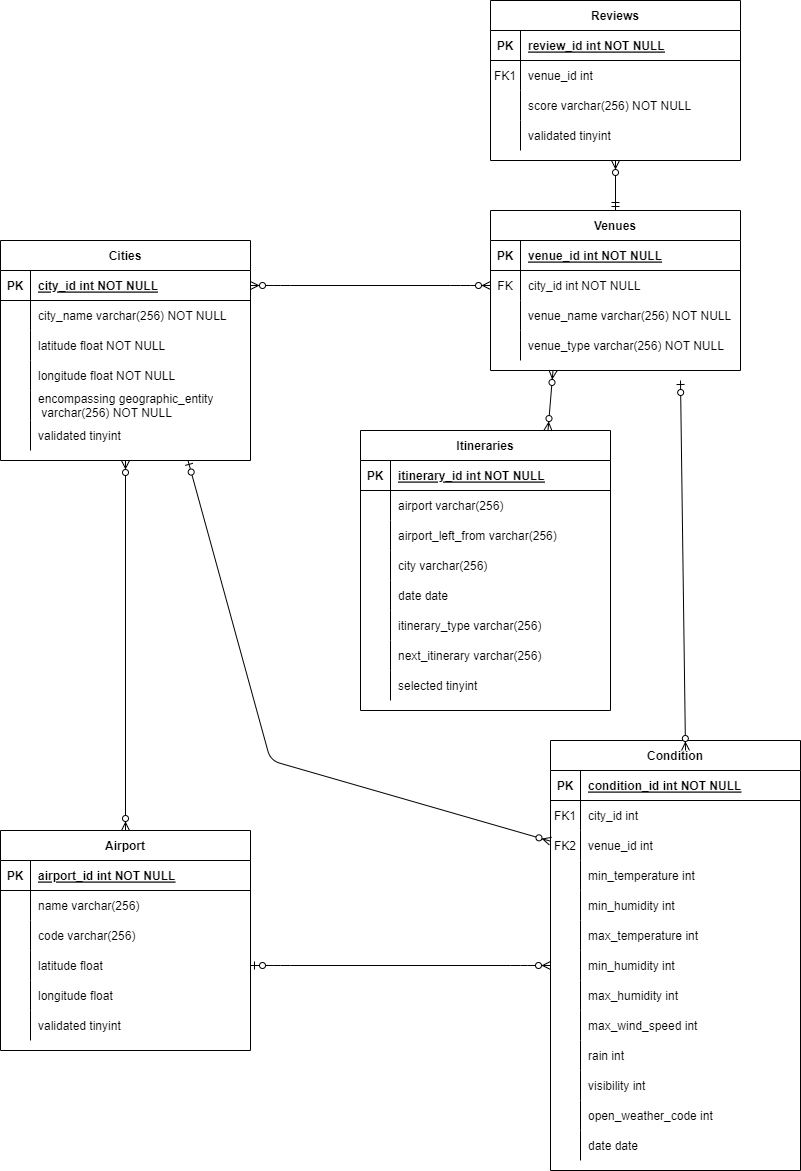 Reviews
PK review_id int NOT NULL
FK1 venue_id int
score varchar(256) NOT NULL
validated tinyint
Venues
PK venue_id int NOT NULL
FK city_id int NOT NULL
venue_name varchar(256) NOT NULL
venue_type varchar(256) NOT NULL
Cities
PK city_id int NOT NULL
city_name varchar(256) NOT NULL
latitude float NOT NULL
longitude float NOT NULL
encompassing geographic_entity
varchar(256) NOT NULL
validated tinyint
Itineraries
PK itinerary_id int NOT NULL
airport varchar(256)
airport_left_from varchar(256)
city varchar(256)
date date
itinerary_type varchar(256)
next_itinerary varchar(256)
selected tinyint
Condition
PK condition_id int NOT NULL
FK1 city_id int
FK2 venue_id int
min_temperature int
min_humidity int
max_temperature int
min_humidity int
max_humidity int
max_wind_speed int
rain int
visibility int
open_weather_code int
date date
Airport
PK airport_id int NOT NULL
name varchar(256)
code varchar(256)
latitude float
longitude float
validated tinyint